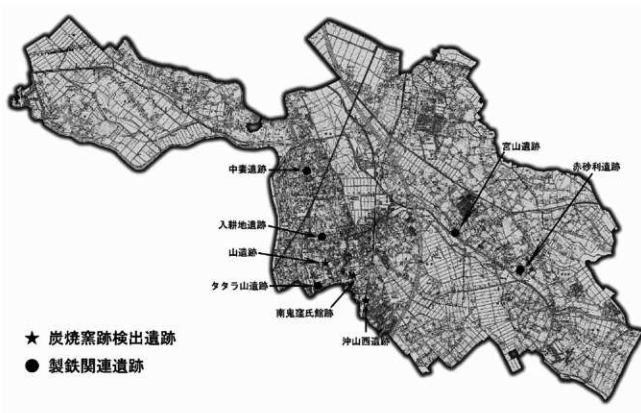 宮山遺跡
赤砂利遺跡
中妻遺跡
入耕地遺跡
山遺跡
タタラ山遺跡
南鬼窪氏館跡
沖山西遺跡
★ 炭焼窯跡検出遺跡
● 製鉄関連遺跡